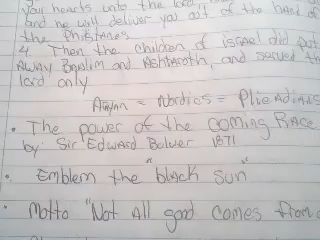 Your hearts unto the Lord
and he will deliver you out of the hand of
the Philistines
4. Then the children of israel did put
AWAY Baalim and Ashtaroth, and served the
lord only
Aryan = Nordics = Plieadians
• The power of the COMING RACE
by: Sir Edward Bulwer 1871
• Emblem the "black sun"
• Motto "Not All good comes from